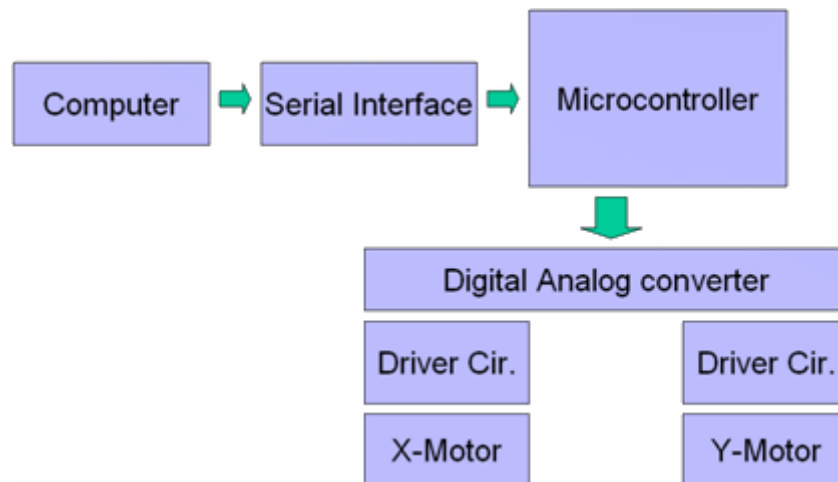 Computer
Serial Interface
Microcontroller
Digital Analog converter
Driver Cir.
Driver Cir.
X-Motor
Y-Motor